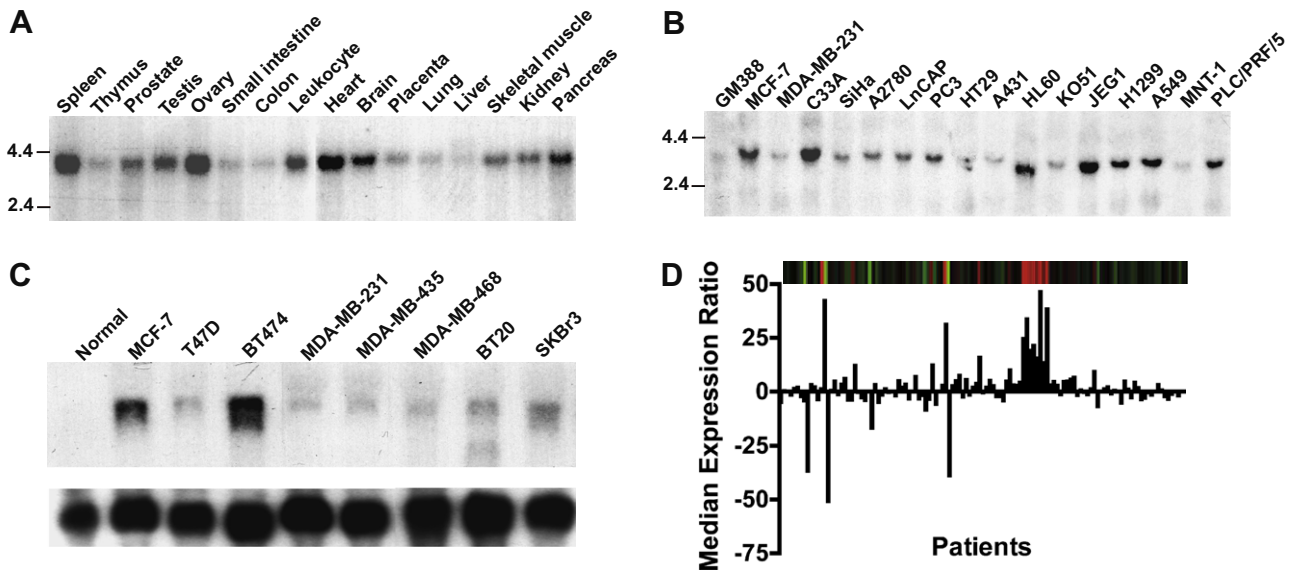 A
Spleen
Thymus
Prostate
Testis
Ovary
Small intestine
Colon
Leukocyte
Heart
Brain
Placenta
Lung
Liver
Skeletal muscle
Kidney
Pancreas
4.4
2.4
B
GM388
MCF-7
MDA-MB-231
C33A
SiHa
A2780
LnCAP
PC3
HT29
A431
HL60
KO51
JEG1
H1299
A549
MNT-1
PLC/PRF/5
4.4
2.4
C
Normal
MCF-7
T47D
BT474
MDA-MB-231
MDA-MB-435
MDA-MB-468
BT20
SKBr3
D
Median Expression Ratio
50
25
0
-25
-50
-75
Patients